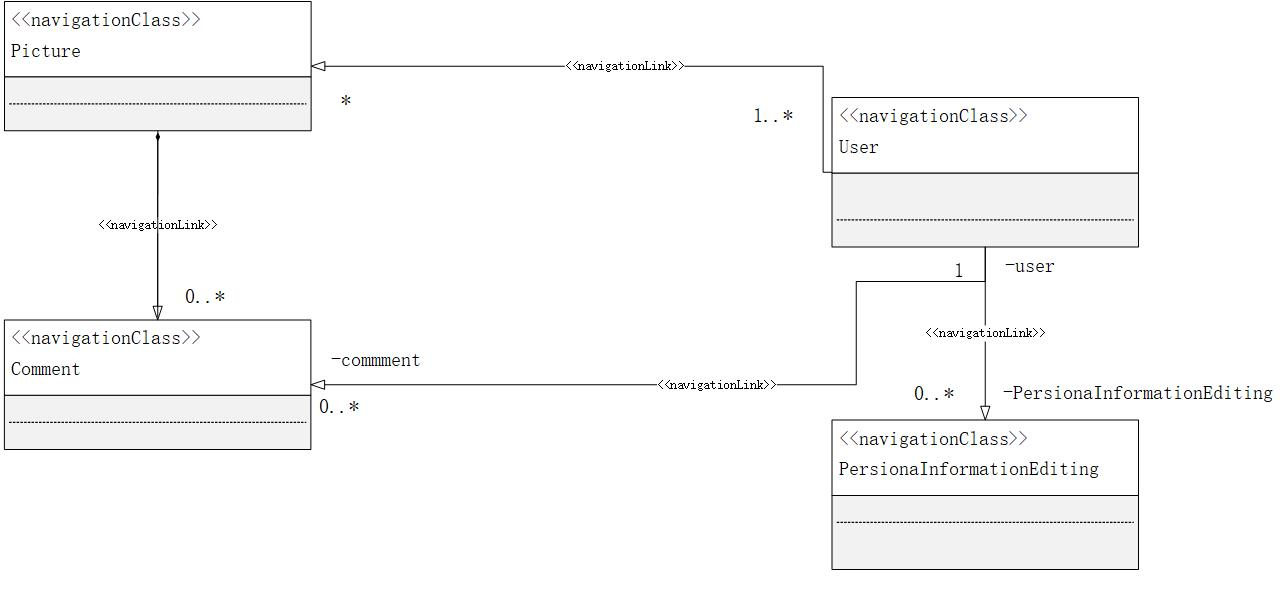 <<navigationClass>>
Picture
<<navigationLink>>
*
1..*
<<navigationClass>>
User
<<navigationLink>>
0..*
1
-user
<<navigationClass>>
Comment
-commment
<<navigationLink>>
0..*
<<navigationLink>>
0..*
-PersionaInformationEditing
<<navigationClass>>
PersionaInformationEditing